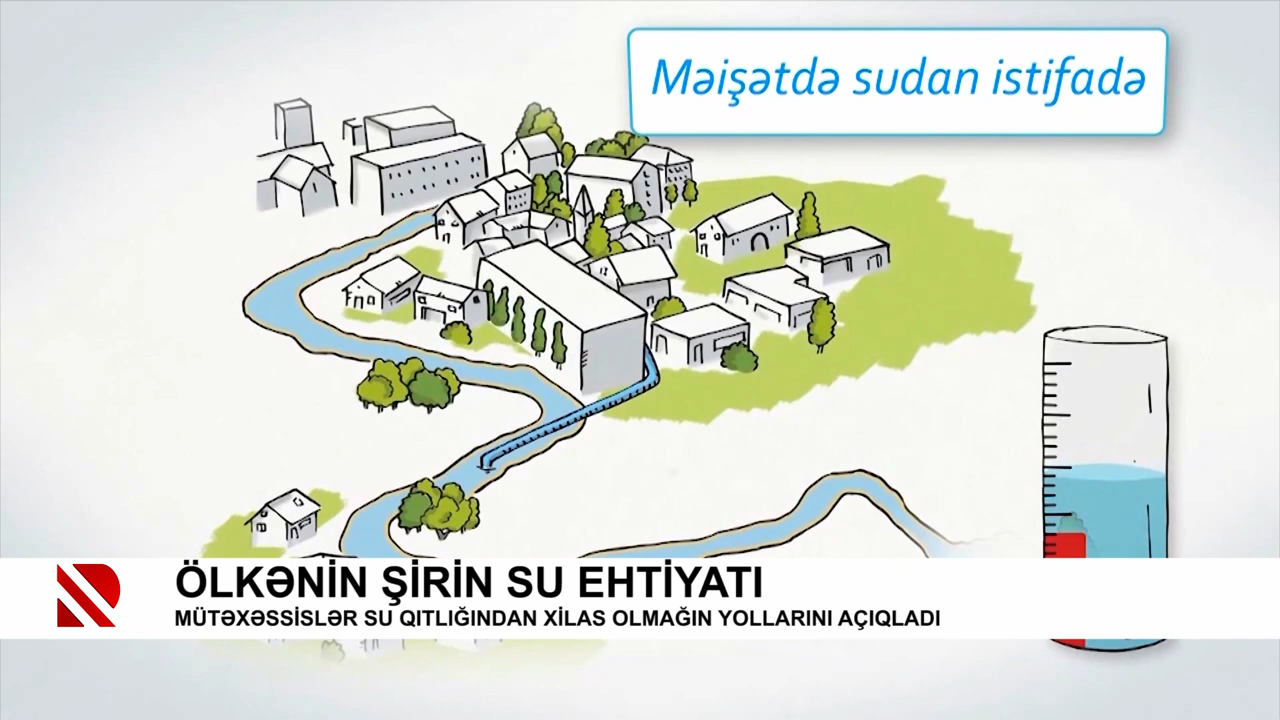 Məişətdə sudan istifadə
ÖLKƏNİN ŞİRİN SU EHTİYATI
MÜTƏXƏSSİSLƏR SU QITLIĞINDAN XİLAS OLMAĞIN YOLLARINI AÇIQLADI